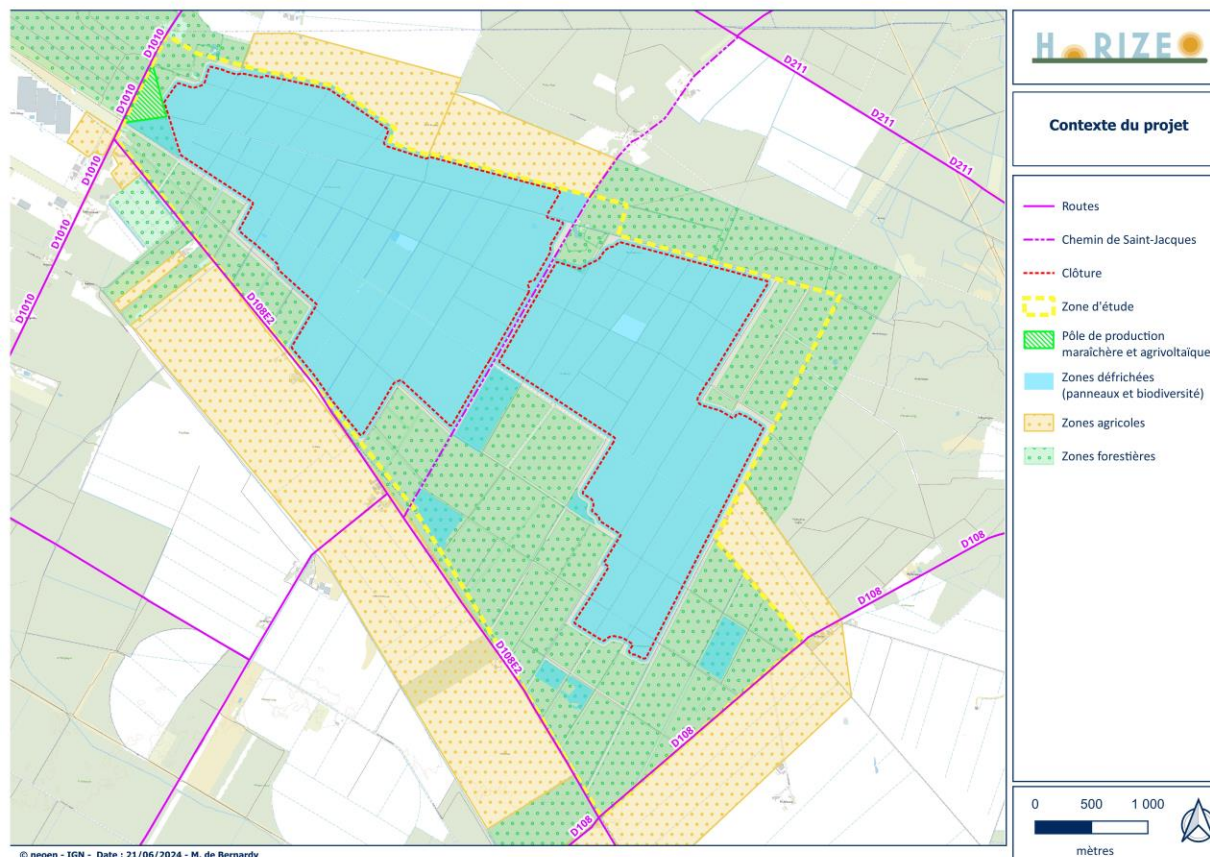 D1010
D1010
D1010
D1010
D1010
D211
D211
D211
D108E2
D108E2
D108
D108
D108
D108
HORIZEO
Contexte du projet
Routes
Chemin de Saint-Jacques
Clôture
Zone d'étude
Pôle de production
maraîchère et agrivoltaïque
Zones défrichées
(panneaux et biodiversité)
Zones agricoles
Zones forestières
0 500 1 000
mètres
© neoen - IGN - Date : 21/06/2024 - M. de Bernardy